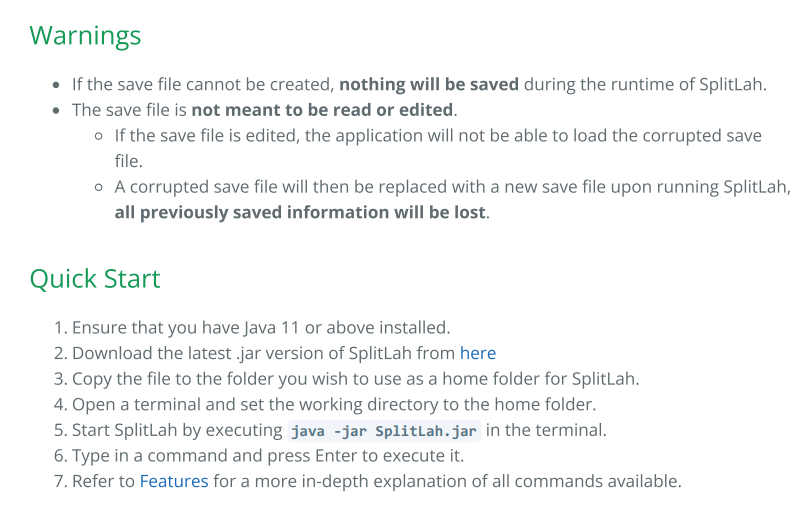 Warnings
• If the save file cannot be created, nothing will be saved during the runtime of SplitLah.
• The save file is not meant to be read or edited.
○ If the save file is edited, the application will not be able to load the corrupted save
file.
○ A corrupted save file will then be replaced with a new save file upon running SplitLah,
all previously saved information will be lost.
Quick Start
1. Ensure that you have Java 11 or above installed.
2. Download the latest .jar version of SplitLah from here
3. Copy the file to the folder you wish to use as a home folder for SplitLah.
4. Open a terminal and set the working directory to the home folder.
5. Start SplitLah by executing java -jar SplitLah.jar in the terminal.
6. Type in a command and press Enter to execute it.
7. Refer to Features for a more in-depth explanation of all commands available.